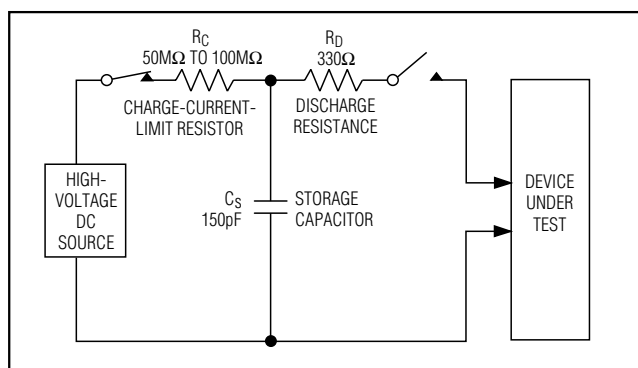 RC
50MΩ TO 100MΩ
CHARGE-CURRENT-
LIMIT RESISTOR
RD
330Ω
DISCHARGE
RESISTANCE
HIGH-
VOLTAGE
DC
SOURCE
CS
150pF
STORAGE
CAPACITOR
DEVICE
UNDER
TEST